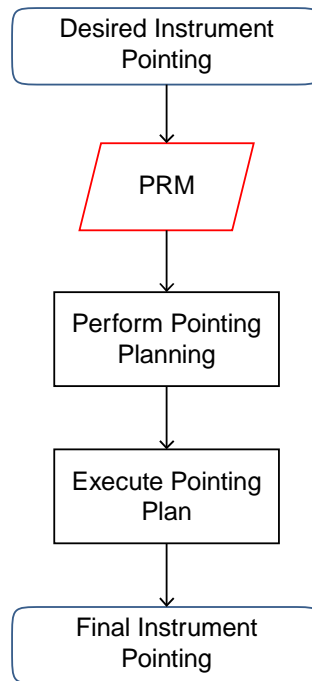 Desired Instrument
Pointing
PRM
Perform Pointing
Planning
Execute Pointing
Plan
Final Instrument
Pointing